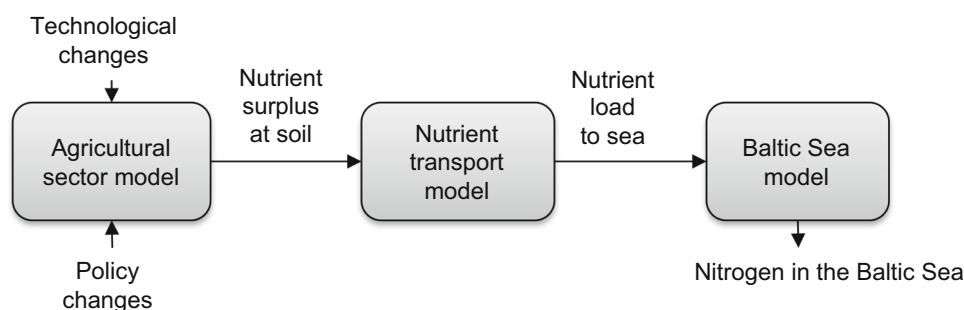 Technological
changes
Nutrient
surplus
at soil
Nutrient
load
to sea
Agricultural
sector model
Nutrient
transport
model
Baltic Sea
model
Policy
changes
Nitrogen in the Baltic Sea